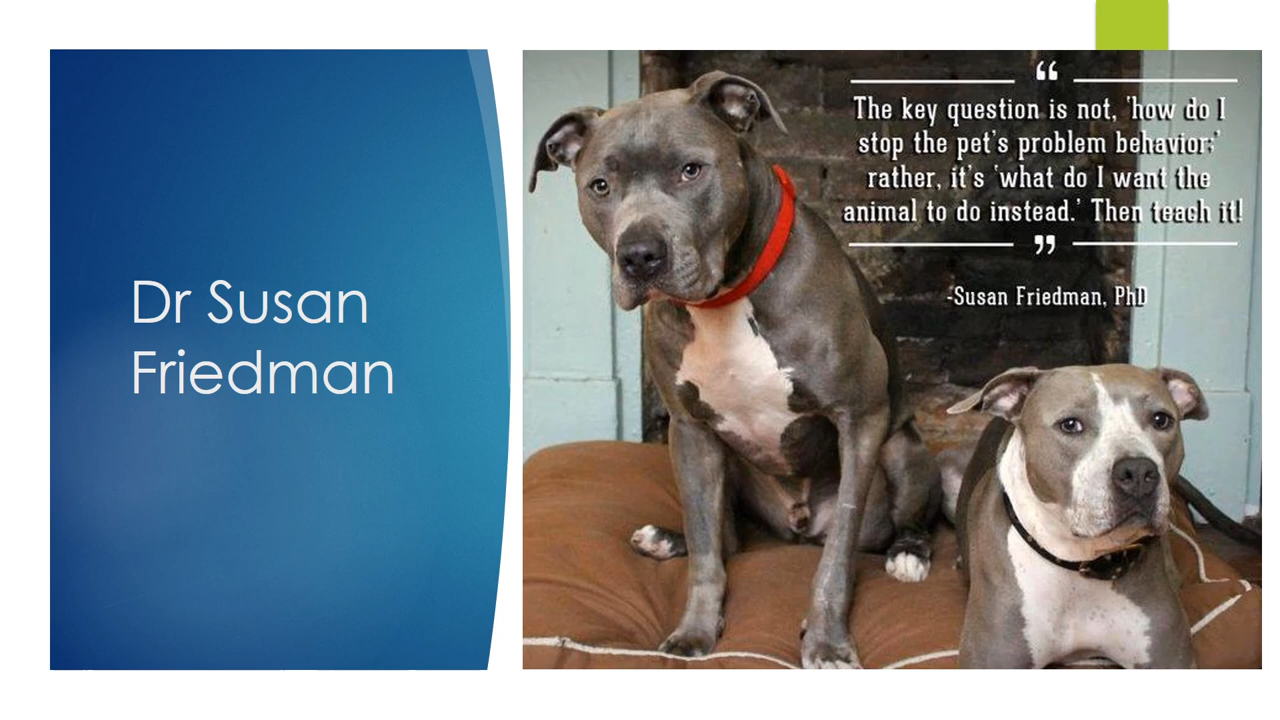 Dr Susan
Friedman
“
The key question is not, 'how do I
stop the pet's problem behavior;'
rather, it's 'what do I want the
animal to do instead.' Then teach it!
”
-Susan Friedman, PhD